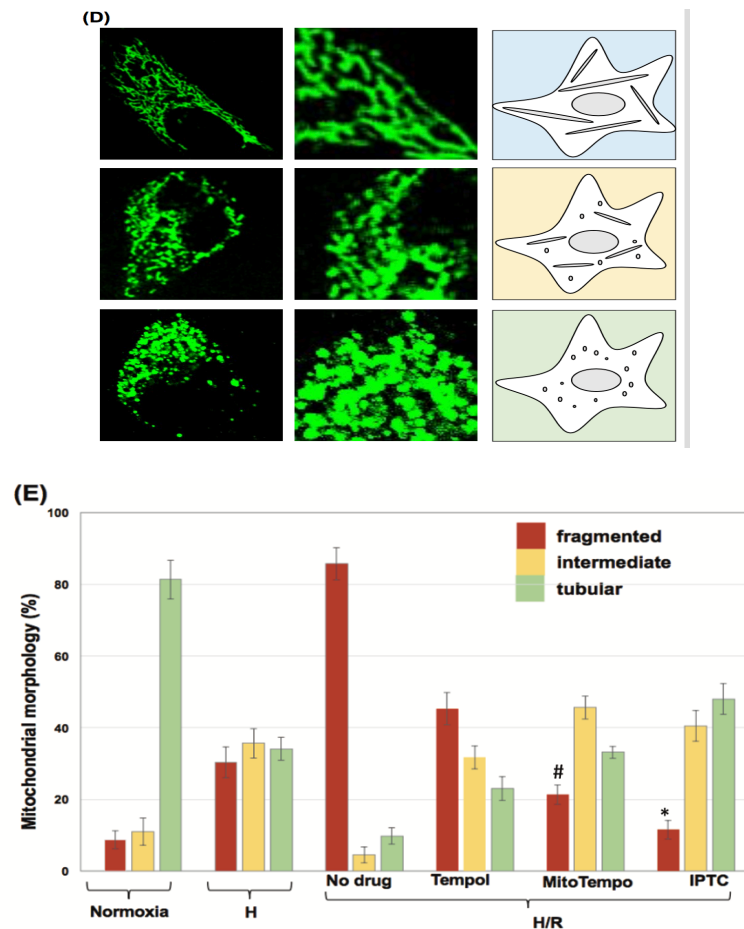 (D)
(E)
Mitochondrial morphology (%)
100
80
60
40
20
0
fragmented
intermediate
tubular
#
*
No drug
Tempol
MitoTempo
IPTC
Normoxia
H
H/R